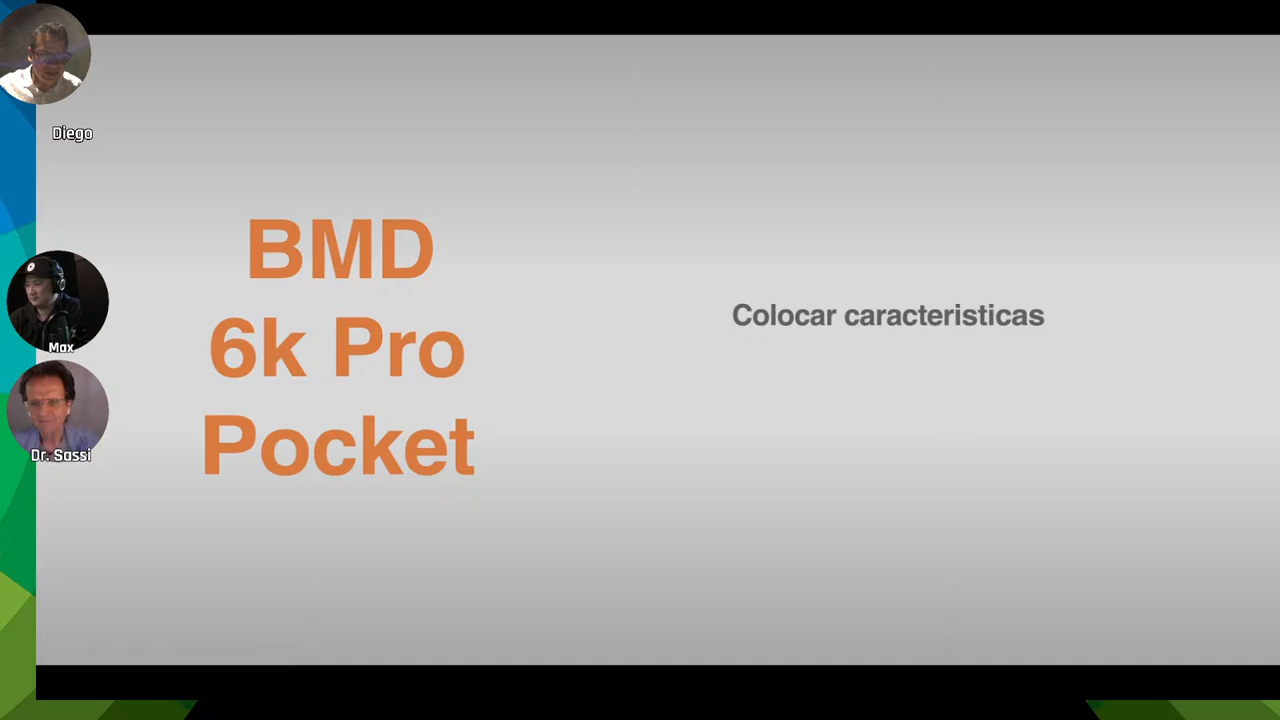 Diego
BMD
6k Pro
Pocket
Colocar caracteristicas
Max
Dr. Sassi